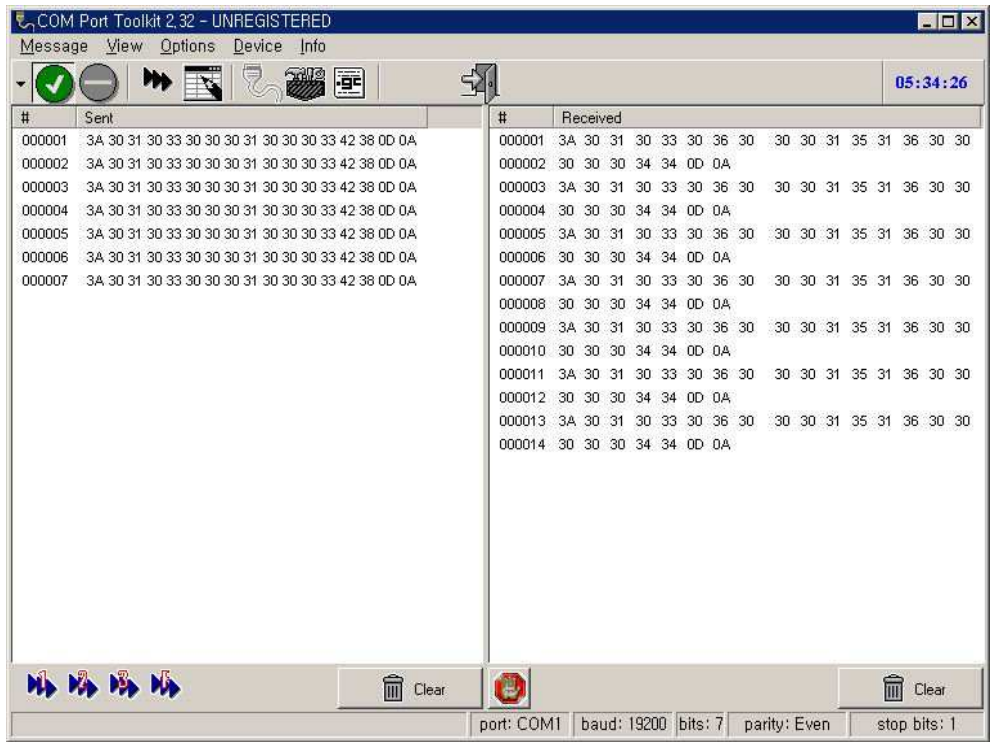 COM Port Toolkit 2,32 - UNREGISTERED
Message View Options Device Info
.gc
05:34:26
# Sent
000001 3A 30 31 30 33 30 30 30 31 30 30 30 33 42 38 0D 0A
000002 3A 30 31 30 33 30 30 30 31 30 30 30 33 42 38 0D 0A
000003 3A 30 31 30 33 30 30 30 31 30 30 30 33 42 38 0D 0A
000004 3A 30 31 30 33 30 30 30 31 30 30 30 33 42 38 0D 0A
000005 3A 30 31 30 33 30 30 30 31 30 30 30 33 42 38 0D 0A
000006 3A 30 31 30 33 30 30 30 31 30 30 30 33 42 38 0D 0A
000007 3A 30 31 30 33 30 30 30 31 30 30 30 33 42 38 0D 0A
# Received
000001 3A 30 31 30 33 30 36 30 30 30 31 35 31 36 30 30
000002 30 30 30 34 34 0D 0A
000003 3A 30 31 30 33 30 36 30 30 30 31 35 31 36 30 30
000004 30 30 30 34 34 0D 0A
000005 3A 30 31 30 33 30 36 30 30 30 31 35 31 36 30 30
000006 30 30 30 34 34 0D 0A
000007 3A 30 31 30 33 30 36 30 30 30 31 35 31 36 30 30
000008 30 30 30 34 34 0D 0A
000009 3A 30 31 30 33 30 36 30 30 30 31 35 31 36 30 30
000010 30 30 30 34 34 0D 0A
000011 3A 30 31 30 33 30 36 30 30 30 31 35 31 36 30 30
000012 30 30 30 34 34 0D 0A
000013 3A 30 31 30 33 30 36 30 30 30 31 35 31 36 30 30
000014 30 30 30 34 34 0D 0A
1 2 3 5
Clear
Clear
port: COM1 baud: 19200 bits: 7 parity: Even stop bits: 1